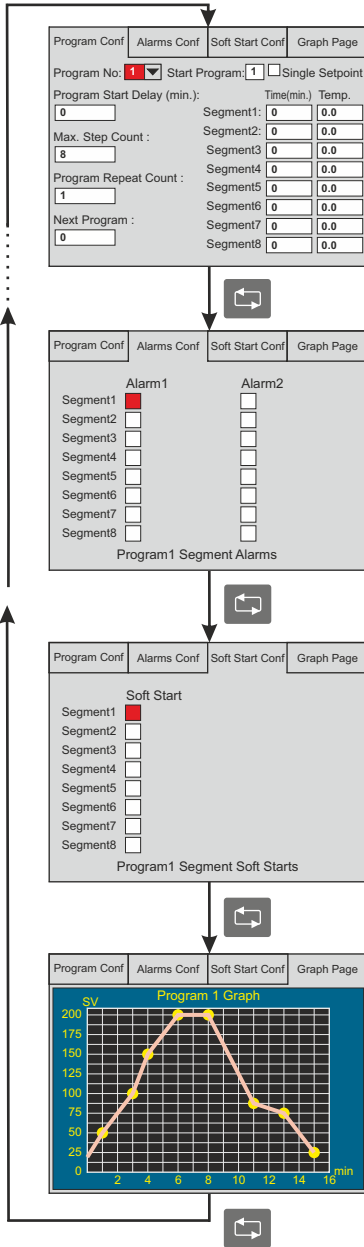 Program Conf Alarms Conf Soft Start Conf Graph Page
Program No: 1 Start Program: 1 Single Setpoint
Program Start Delay (min.): Time(min.) Temp.
0 Segment1: 0 0.0
Max. Step Count : Segment2: 0 0.0
8 Segment3 0 0.0
Segment4 0 0.0
Program Repeat Count : Segment5 0 0.0
1 Segment6 0 0.0
Next Program : Segment7 0 0.0
0 Segment8 0 0.0
Program Conf Alarms Conf Soft Start Conf Graph Page
Alarm1 Alarm2
Segment1
Segment2
Segment3
Segment4
Segment5
Segment6
Segment7
Segment8
Program1 Segment Alarms
Program Conf Alarms Conf Soft Start Conf Graph Page
Soft Start
Segment1
Segment2
Segment3
Segment4
Segment5
Segment6
Segment7
Segment8
Program1 Segment Soft Starts
Program Conf Alarms Conf Soft Start Conf Graph Page
SV Program 1 Graph
200
175
150
125
100
75
50
25
0
2 4 6 8 10 12 14 16 min